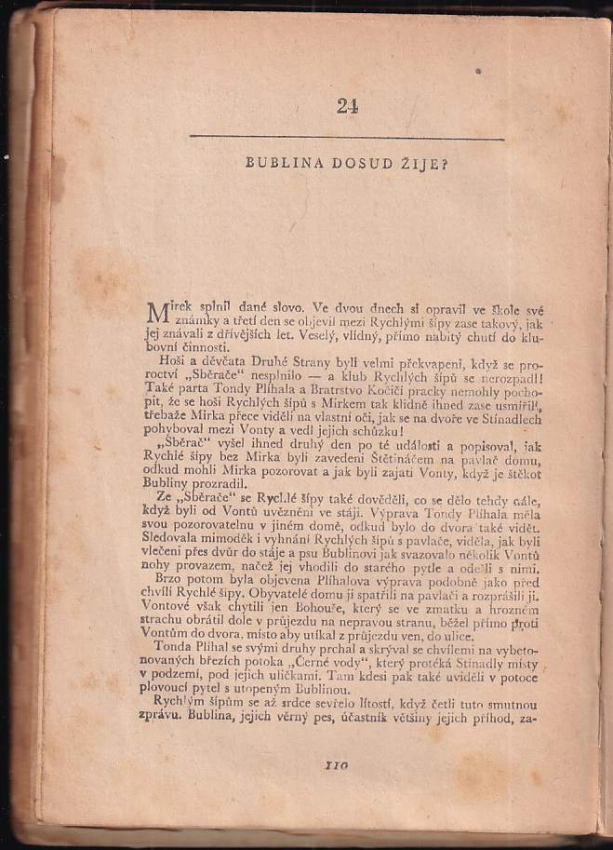 24
BUBLINA DOSUD ŽIJE?
Mirek splnil dané slovo. Ve dvou dnech si opravil ve škole své
známky a třetí den se objevil mezi Rychlými šípy zase takový, jak
jej znávali z dřívějších let. Veselý, vlídný, přímo nabitý chutí do klu-
bovní činnosti.
Hoši a děvčata Druhé Strany byli velmi překvapeni, když se pro-
roctví „Sběrače“ nesplnilo — a klub Rychlých šípů se nerozpadl!
Také parta Tondy Plíhala a Bratrstvo Kočičí pracky nemohly pocho-
pit, že se hoši Rychlých šípů s Mirkem tak klidně ihned zase usmířili,
třebaže Mirka přece viděli na vlastní oči, jak se na dvoře ve Stínadlech
pohyboval mezi Vonty a vedl jejich schůzku!
„Sběrač“ vyšel ihned druhý den po té události a popisoval, jak
Rychlé šípy bez Mirka byli zavedeni Štětináčem na pavlač domu,
odkud mohli Mirka pozorovat a jak byli zajati Vonty, když je štěkot
Bubliny prozradil.
Ze „Sběrače“ se Rychlé šípy také dověděli, co se dělo tehdy dále,
když byli od Vontů uvězněni ve stáji. Výprava Tondy Plíhala měla
svou pozorovatelnu v jiném domě, odkud bylo do dvora také vidět.
Sledovala mimoděk i vyhnání Rychlých šípů s pavlače, viděla, jak byli
vlečeni přes dvůr do stáje a psu Bublinovi jak svazovalo několik Vontů
nohy provazem, načež jej vhodili do starého pytle a odešli s ním.
Brzo potom byla objevena Plíhalova výprava podobně jako před
chvílí Rychlé šípy. Obyvatelé domu ji spatřili na pavlači a rozprášili ji.
Vontové však chytili jen Bohouše, který se ve zmatku a hrozném
strachu obrátil dole v průjezdu na nepravou stranu, běžel přímo proti
Vontům do dvora, místo aby utíkal z průjezdu ven, do ulice.
Tonda Plíhal se svými druhy prchal a skrýval se chvílemi na vybeto-
novaných březích potoka „Černé vody“, který protéká Stínadly místy
v podzemí, pod jejich uličkami. Tam kdesi pak také uviděli v potoce
plovoucí pytel s utopeným Bublinou.
Rychlým šípům se až srdce sevřelo lítostí, když četli tuto smutnou
zprávu. Bublina, jejich věrný pes, účastník většiny jejich příhod, za-
110